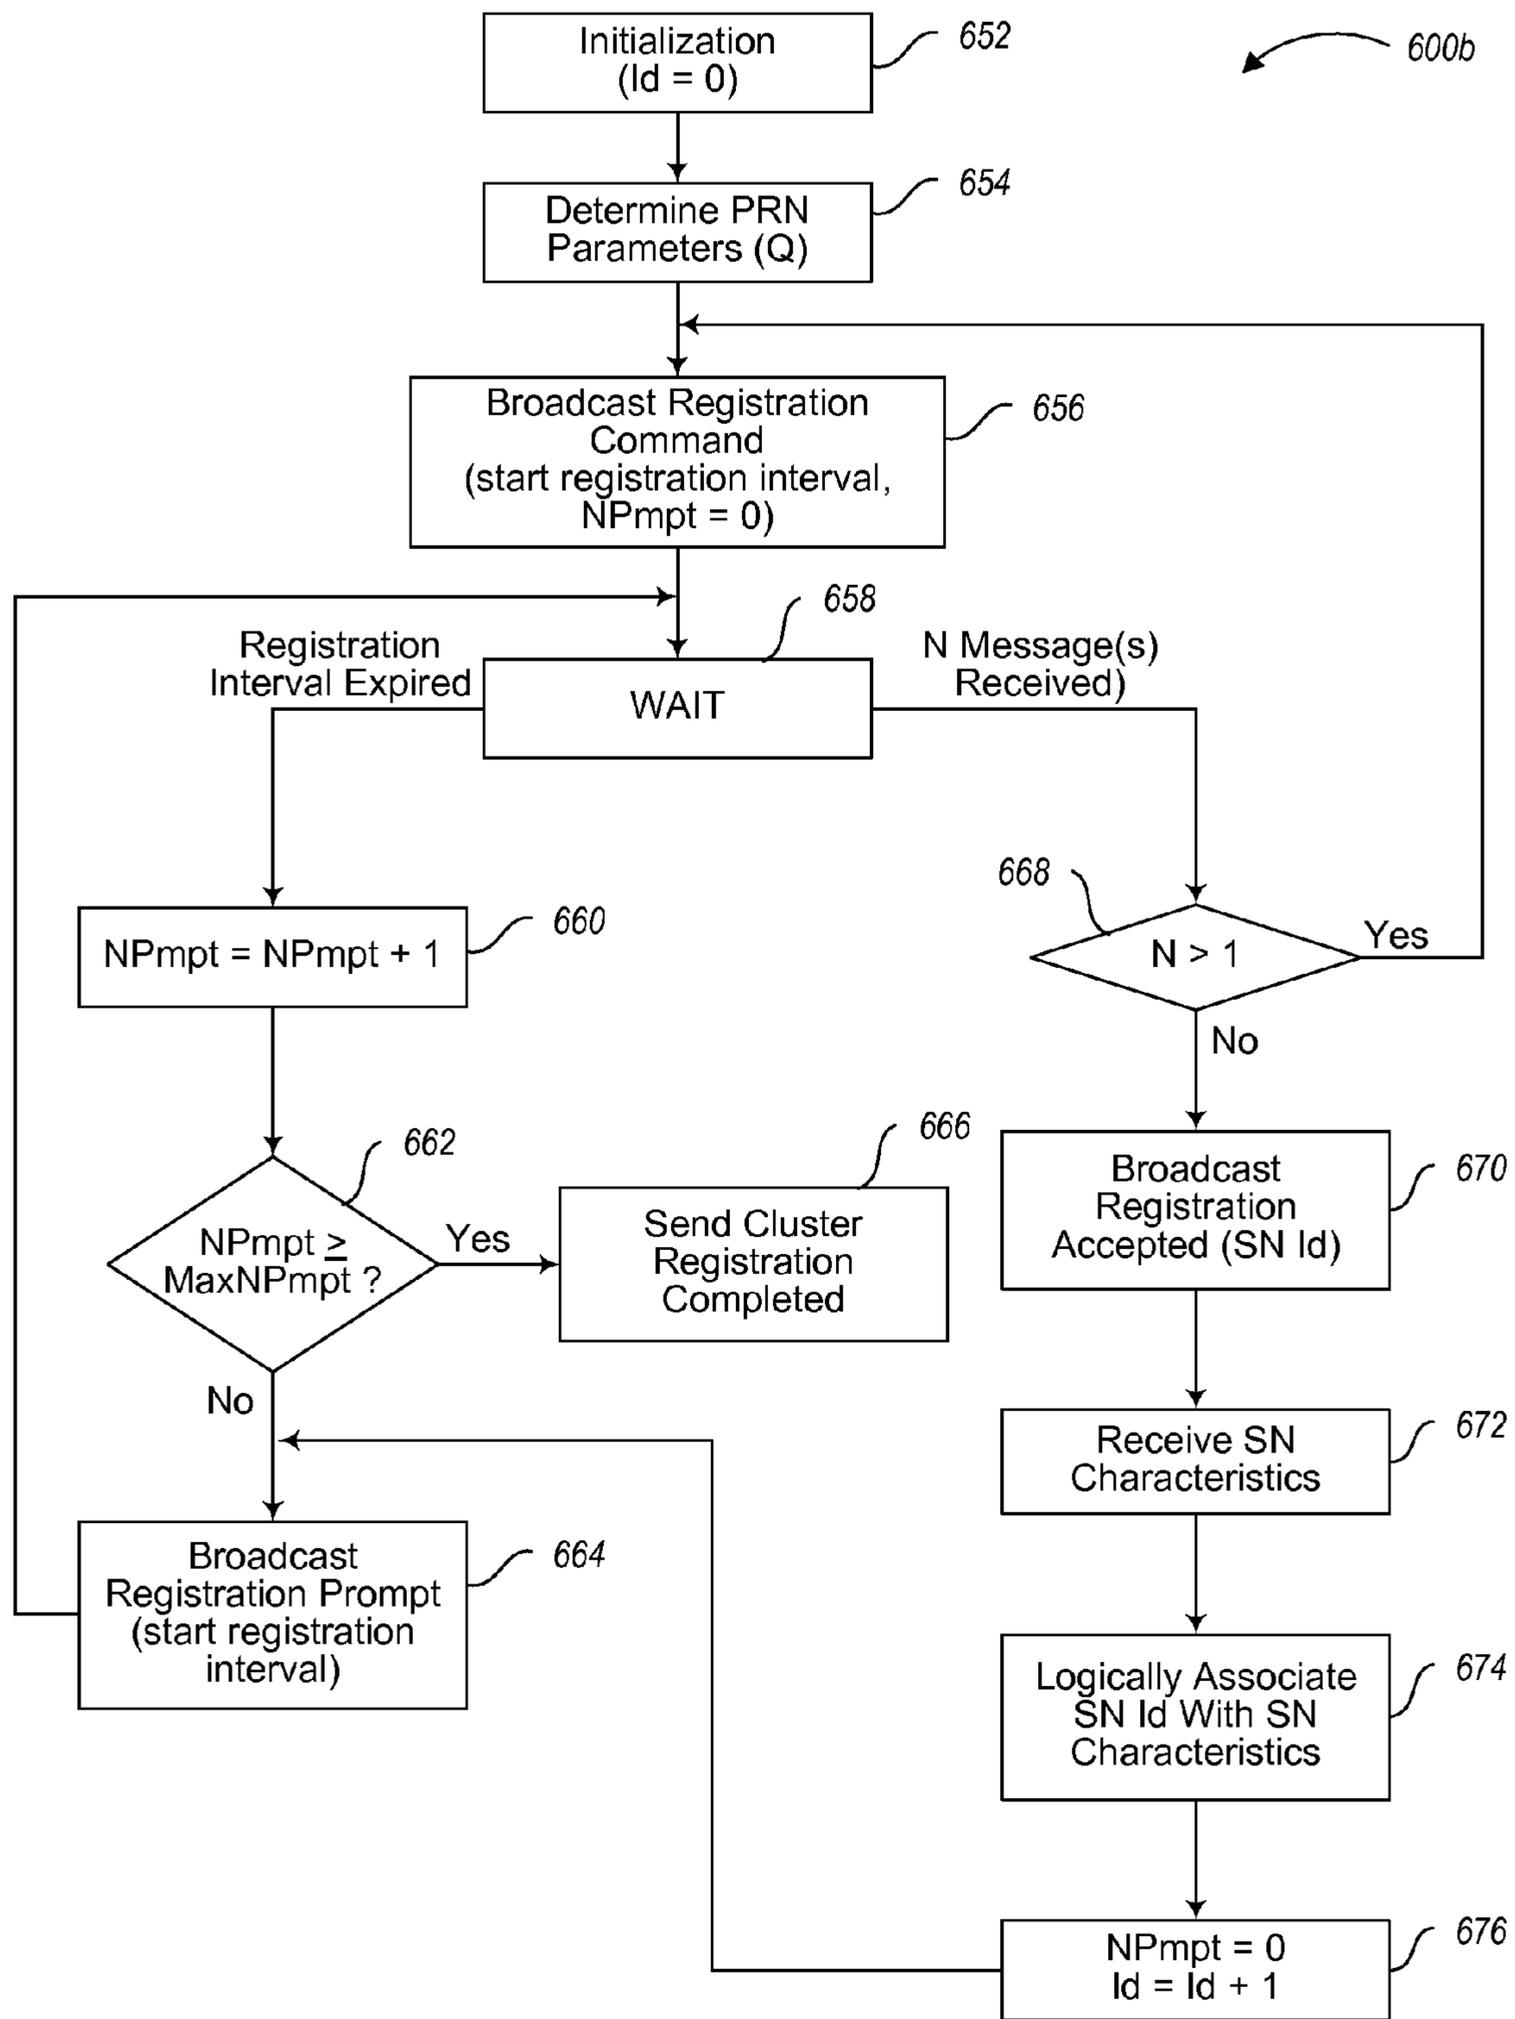 Initialization
(Id = 0)
652
600b
Determine PRN
Parameters (Q)
654
Broadcast Registration
Command
(start registration interval,
NPmpt = 0)
656
658
Registration
Interval Expired
WAIT
N Message(s)
Received)
NPmpt = NPmpt + 1
660
668
N > 1
Yes
No
662
NPmpt ≥
MaxNPmpt ?
Yes
No
666
Send Cluster
Registration
Completed
Broadcast
Registration
Accepted (SN Id)
670
Receive SN
Characteristics
672
Broadcast
Registration Prompt
(start registration
interval)
664
Logically Associate
SN Id With SN
Characteristics
674
NPmpt = 0
Id = Id + 1
676